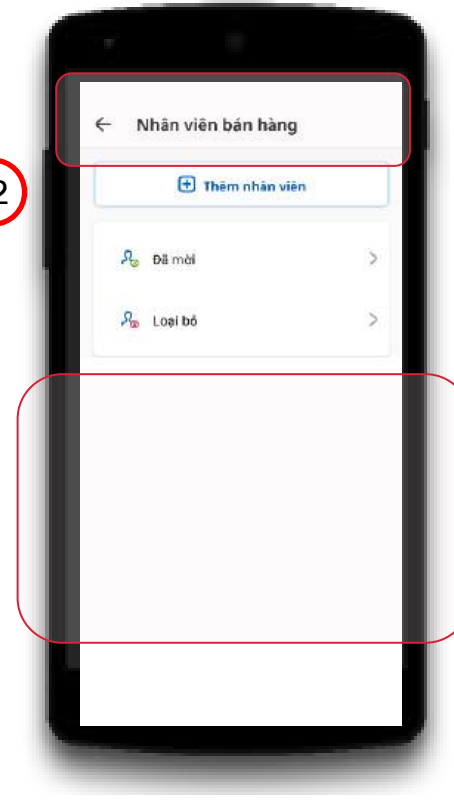 Nhân viên bán hàng
2
Thêm nhân viên
Đã mời
Loại bỏ